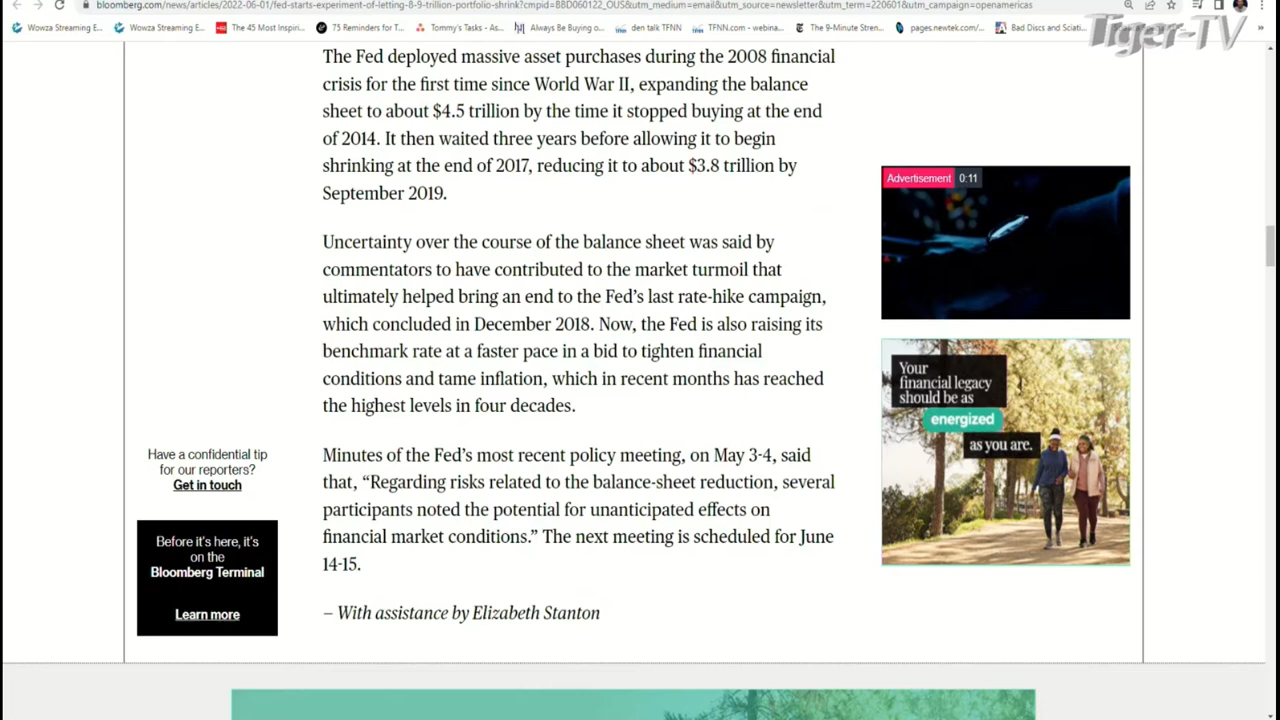 bloomberg.com/news/articles/2022-06-01/fed-starts-experiment-of-letting-8-9-trillion-portfolio-shrink?cmpid=BBD060122_OUS&utm_medium=email&utm_source=newsletter&utm_term=220601&utm_campaign=openamericas
Wowza Streaming E...
Wowza Streaming E...
The 45 Most Inspiri...
75 Reminders for T...
Tommy's Tasks - As...
Always Be Buying o...
den talk TFNN
TFNN.com - webina...
The 9-Minute Stren...
pages.newtek.com/...
Bad Discs and Sciati...
Tiger-TV
The Fed deployed massive asset purchases during the 2008 financial
crisis for the first time since World War II, expanding the balance
sheet to about $4.5 trillion by the time it stopped buying at the end
of 2014. It then waited three years before allowing it to begin
shrinking at the end of 2017, reducing it to about $3.8 trillion by
September 2019.
Uncertainty over the course of the balance sheet was said by
commentators to have contributed to the market turmoil that
ultimately helped bring an end to the Fed's last rate-hike campaign,
which concluded in December 2018. Now, the Fed is also raising its
benchmark rate at a faster pace in a bid to tighten financial
conditions and tame inflation, which in recent months has reached
the highest levels in four decades.
Minutes of the Fed's most recent policy meeting, on May 3-4, said
that, “Regarding risks related to the balance-sheet reduction, several
participants noted the potential for unanticipated effects on
financial market conditions.” The next meeting is scheduled for June
14-15.
– With assistance by Elizabeth Stanton
Have a confidential tip
for our reporters?
Get in touch
Before it's here, it's
on the
Bloomberg Terminal
Learn more
Advertisement 0:11
Your
financial legacy
should be as
energized
as you are.